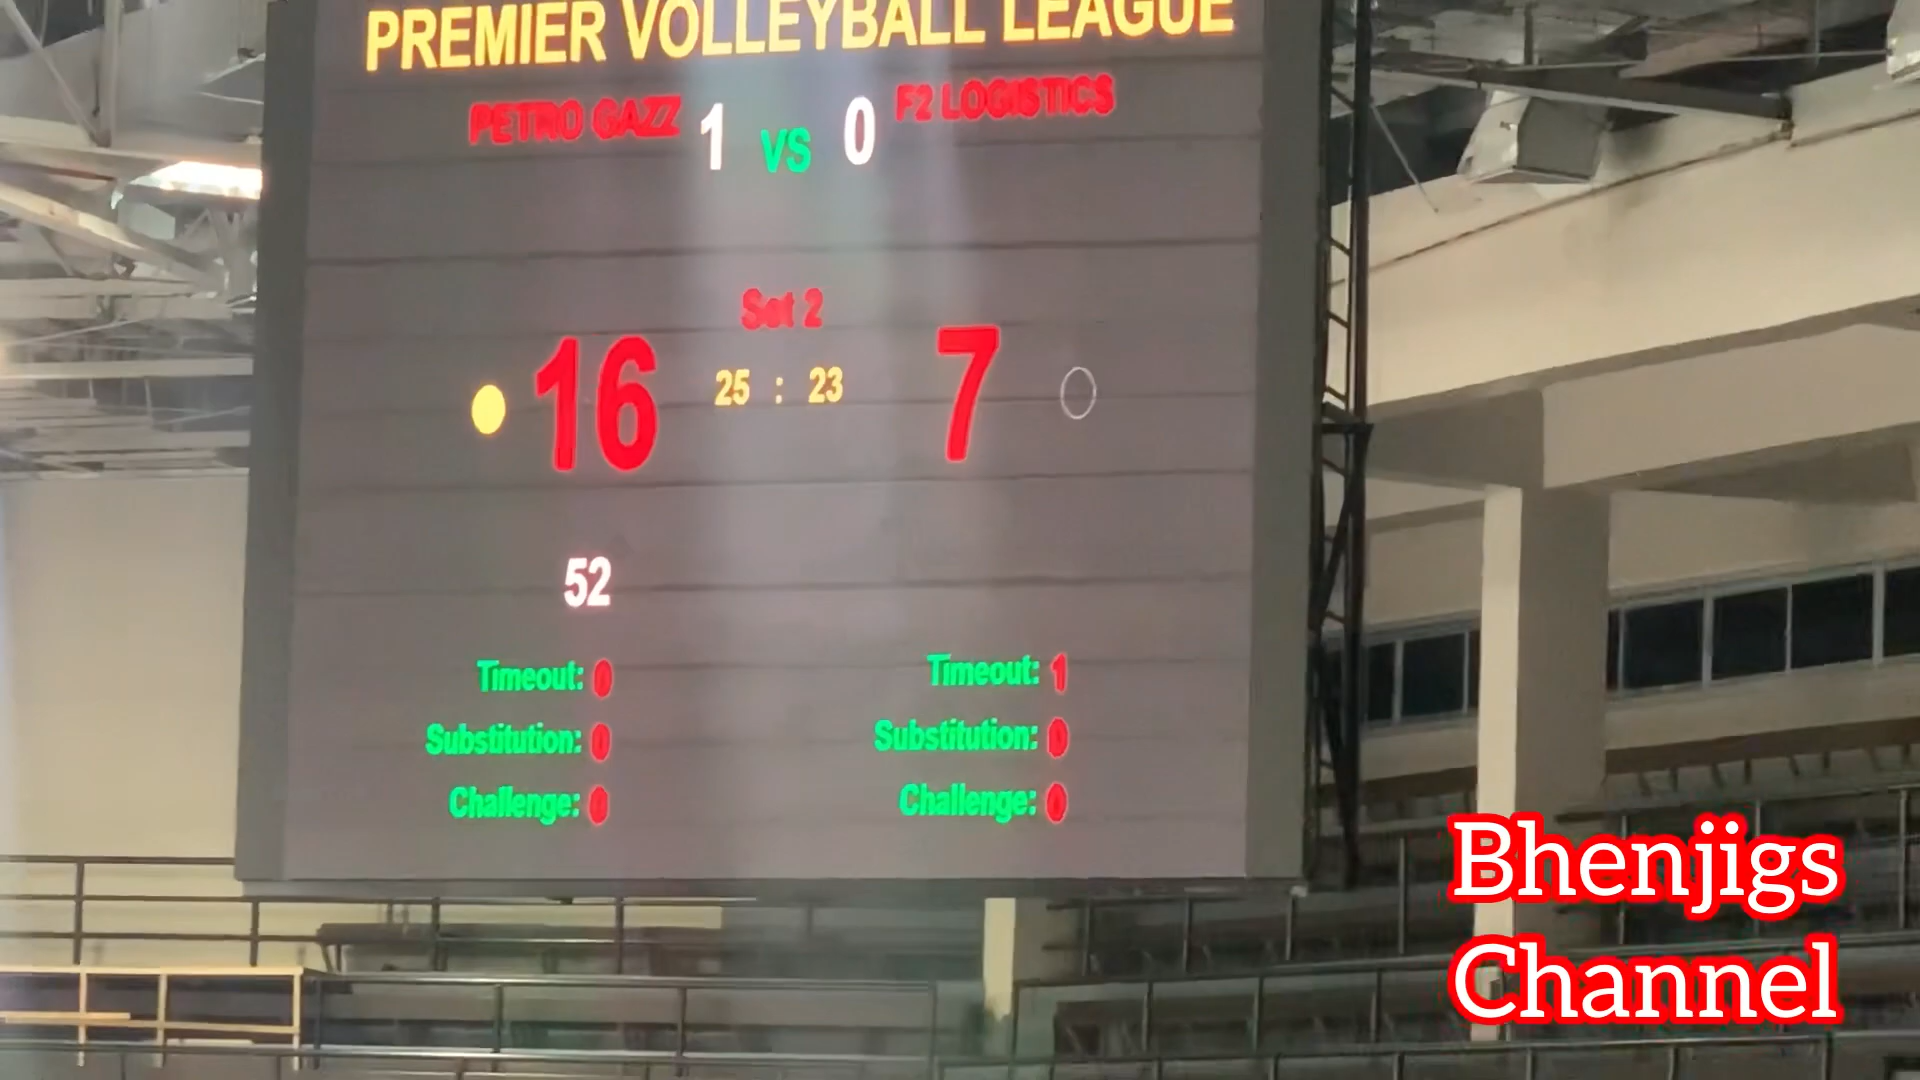 PREMIER VOLLEYBALL LEAGUE
PETRO GAZZ 1 VS 0 F2 LOGISTICS
Set 2
16 25 : 23 7
52
Timeout: 0 Timeout: 1
Substitution: 0 Substitution: 0
Challenge: 0 Challenge: 0
Bhenjigs
Channel